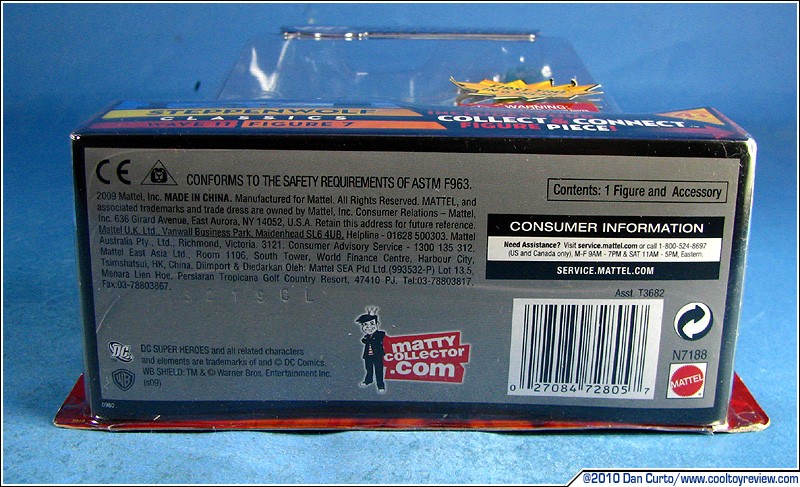 WARNING:
STEPPENWOLF
CLASSICS
WAVE 11 FIGURE 7
COLLECT & CONNECT
FIGURE PIECE!
CE
CONFORMS TO THE SAFETY REQUIREMENTS OF ASTM F963.
2009 Mattel, Inc. MADE IN CHINA. Manufactured for Mattel. All Rights Reserved. MATTEL, and
associated trademarks and trade dress are owned by Mattel, Inc. Consumer Relations – Mattel,
Inc. 636 Girard Avenue, East Aurora, NY 14052, U.S.A. Retain this address for future reference.
Mattel U.K. Ltd., Vanwall Business Park, Maidenhead SL6 4UB. Helpline - 01628 500303. Mattel
Australia Pty., Ltd., Richmond, Victoria. 3121. Consumer Advisory Service - 1300 135 312.
Mattel East Asia Ltd., Room 1106, South Tower, World Finance Centre, Harbour City,
Tsimshatsui, HK, China. Diimport & Diedarkan Oleh: Mattel SEA Ptd Ltd.(993532-P) Lot 13.5,
Menara Lien Hoe, Persiaran Tropicana Golf Country Resort, 47410 PJ. Tel:03-78803817,
Fax:03-78803867.
Contents: 1 Figure and Accessory
CONSUMER INFORMATION
Need Assistance? Visit service.mattel.com or call 1-800-524-8697
(US and Canada only), M-F 9AM - 7PM & SAT 11AM - 5PM, Eastern.
SERVICE.MATTEL.COM
Asst. T3682
0 27084 72805 7
N7188
MATTEL
DC
DC SUPER HEROES and all related characters
and elements are trademarks of and © DC Comics.
WB SHIELD: TM & © Warner Bros. Entertainment Inc.
(s09)
WB
matty
COLLECTOR
.com
©2010 Dan Curto/www.cooltoyreview.com